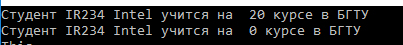 Студент IR234 Intel учится на  20 курсе в БГТУ
Студент IR234 Intel учится на  0 курсе в БГТУ